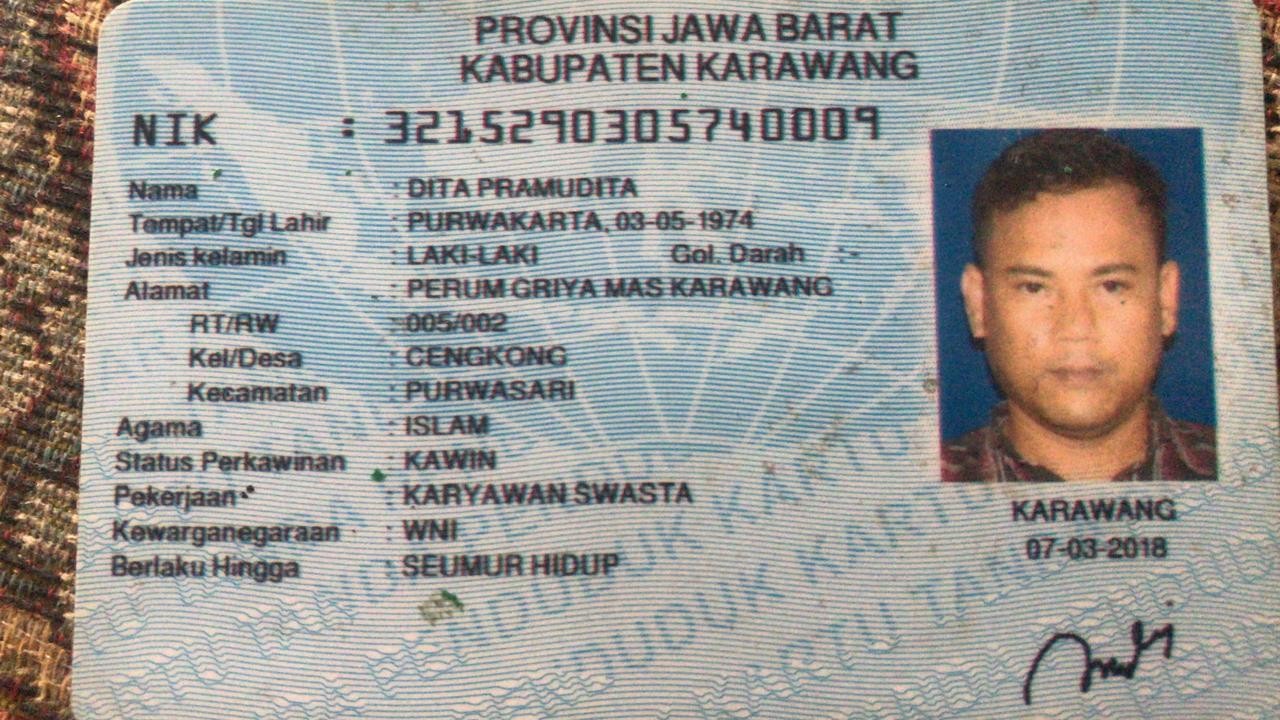 PROVINSI JAWA BARAT
KABUPATEN KARAWANG
NIK : 3215290305740009
Nama : DITA PRAMUDITA
Tempat/Tgl Lahir : PURWAKARTA, 03-05-1974
Jenis kelamin : LAKI-LAKI Gol. Darah : -
Alamat : PERUM GRIYA MAS KARAWANG
RT/RW : 005/002
Kel/Desa : CENGKONG
Kecamatan : PURWASARI
Agama : ISLAM
Status Perkawinan : KAWIN
Pekerjaan : KARYAWAN SWASTA
Kewarganegaraan : WNI
Berlaku Hingga : SEUMUR HIDUP
KARAWANG
07-03-2018